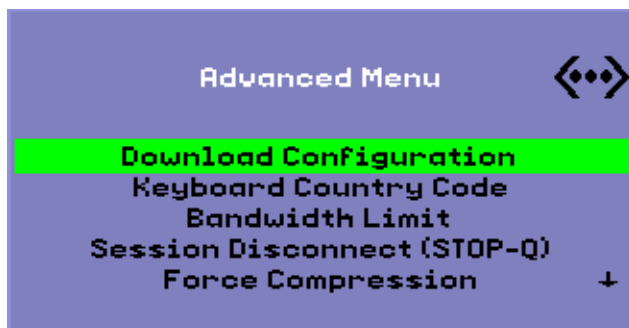 Advanced Menu
Download Configuration
Keyboard Country Code
Bandwidth Limit
Session Disconnect (STOP-Q)
Force Compression